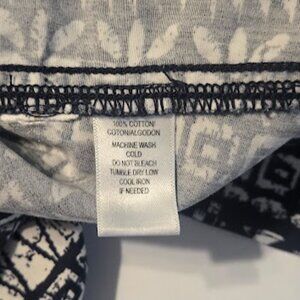 100% COTTON/
COTON/ALGODON
MACHINE WASH
COLD
DO NOT BLEACH
TUMBLE DRY LOW
COOL IRON
IF NEEDED